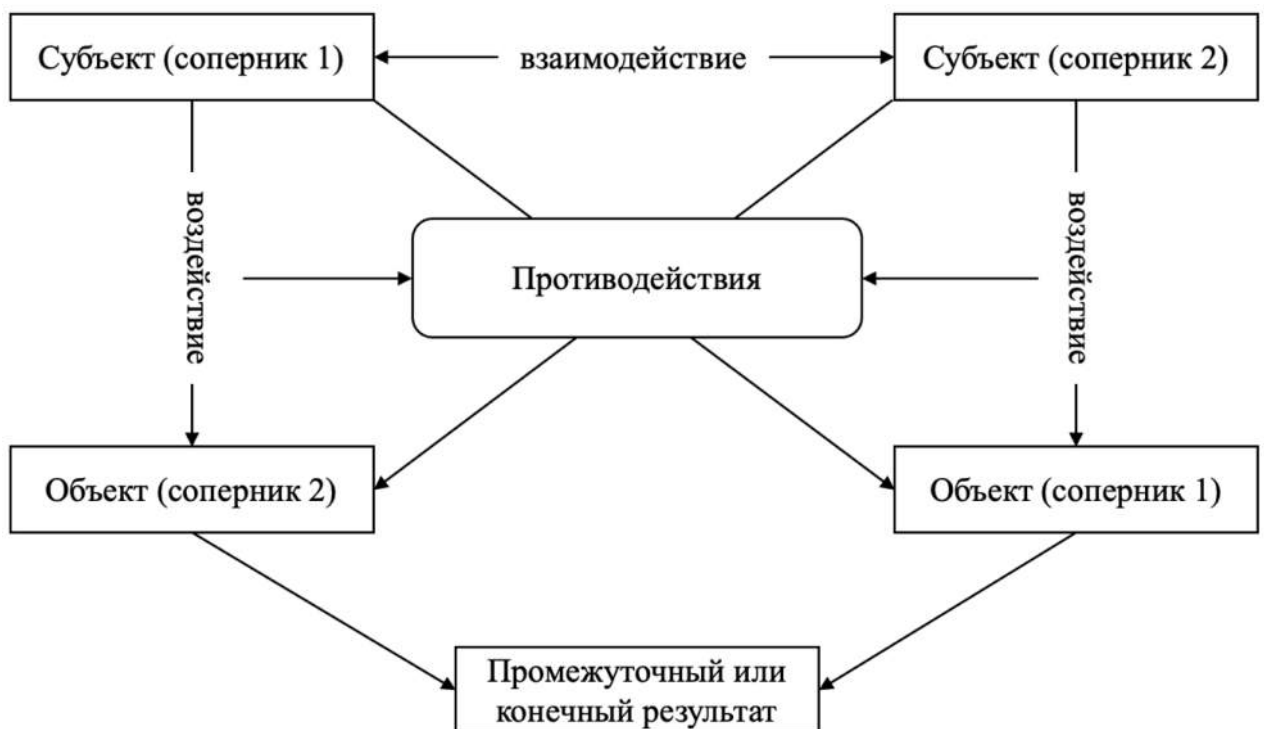 Субъект (соперник 1)
взаимодействие
Субъект (соперник 2)
воздействие
Противодействия
воздействие
Объект (соперник 2)
Объект (соперник 1)
Промежуточный или
конечный результат